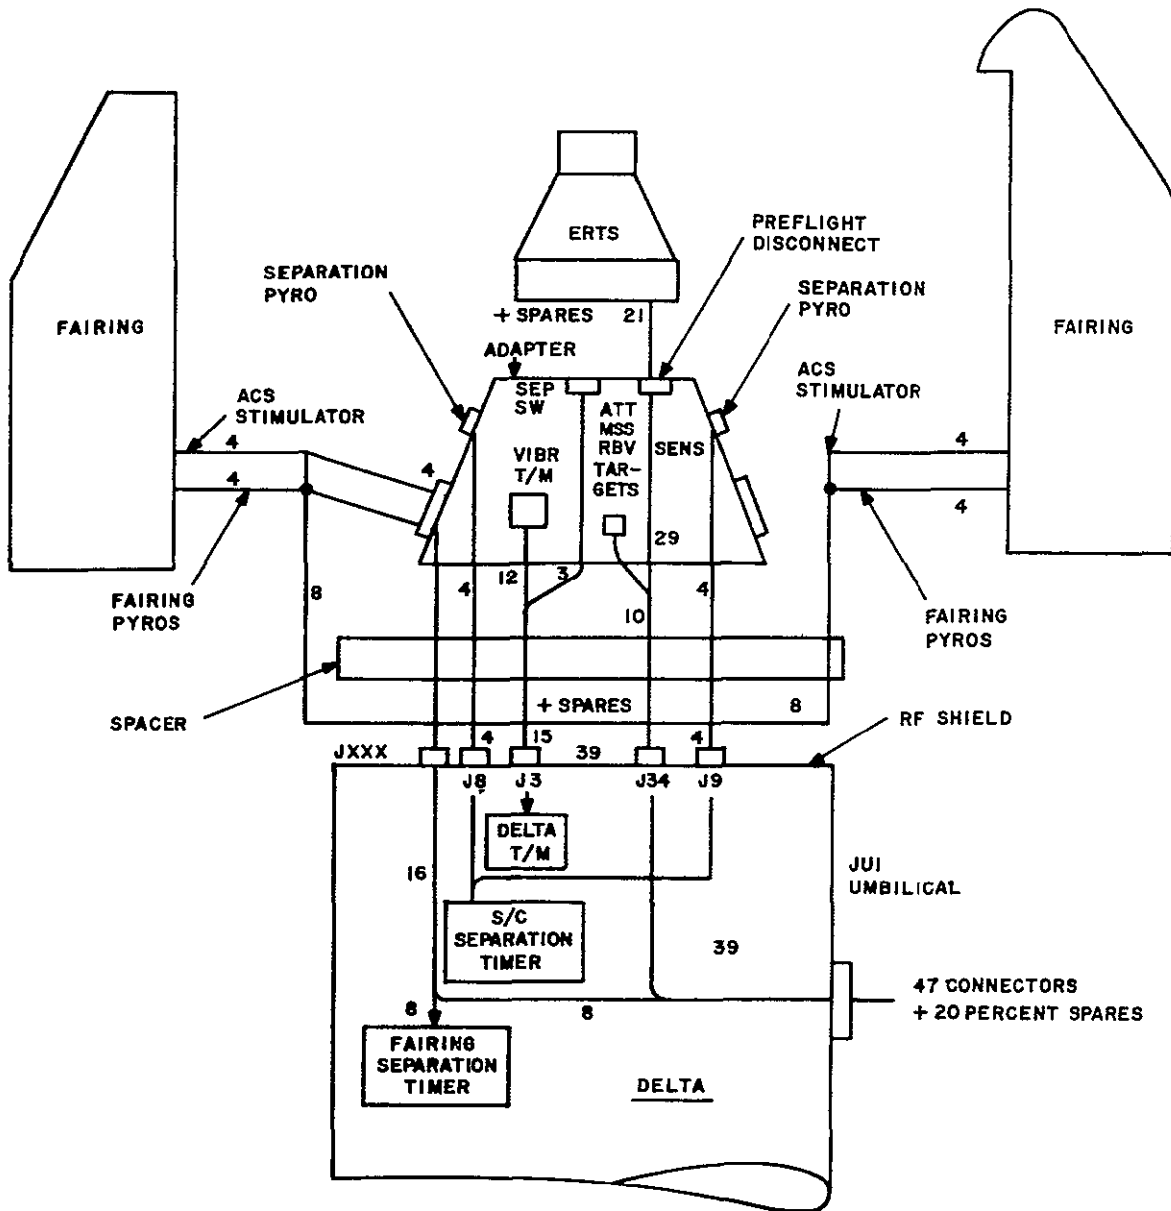 ERTS
PREFLIGHT
DISCONNECT
SEPARATION
PYRO
SEPARATION
PYRO
FAIRING
FAIRING
+ SPARES 21
ADAPTER
ACS
STIMULATOR
ACS
STIMULATOR
SEP
SW
ATT
MSS
RBV
TAR-
GETS
SENS
VIBR
T/M
4
4
4
4
4
29
12
3
8
4
10
4
FAIRING
PYROS
FAIRING
PYROS
SPACER
+ SPARES
8
RF SHIELD
JXXX
4
15
39
4
J8
J3
J34
J9
DELTA
T/M
16
JU1
UMBILICAL
S/C
SEPARATION
TIMER
39
47 CONNECTORS
+ 20 PERCENT SPARES
8
8
FAIRING
SEPARATION
TIMER
DELTA